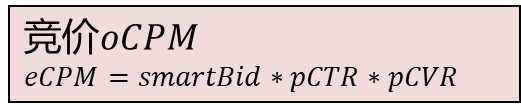 竞价oCPM
eCPM = smartBid * pCTR * pCVR